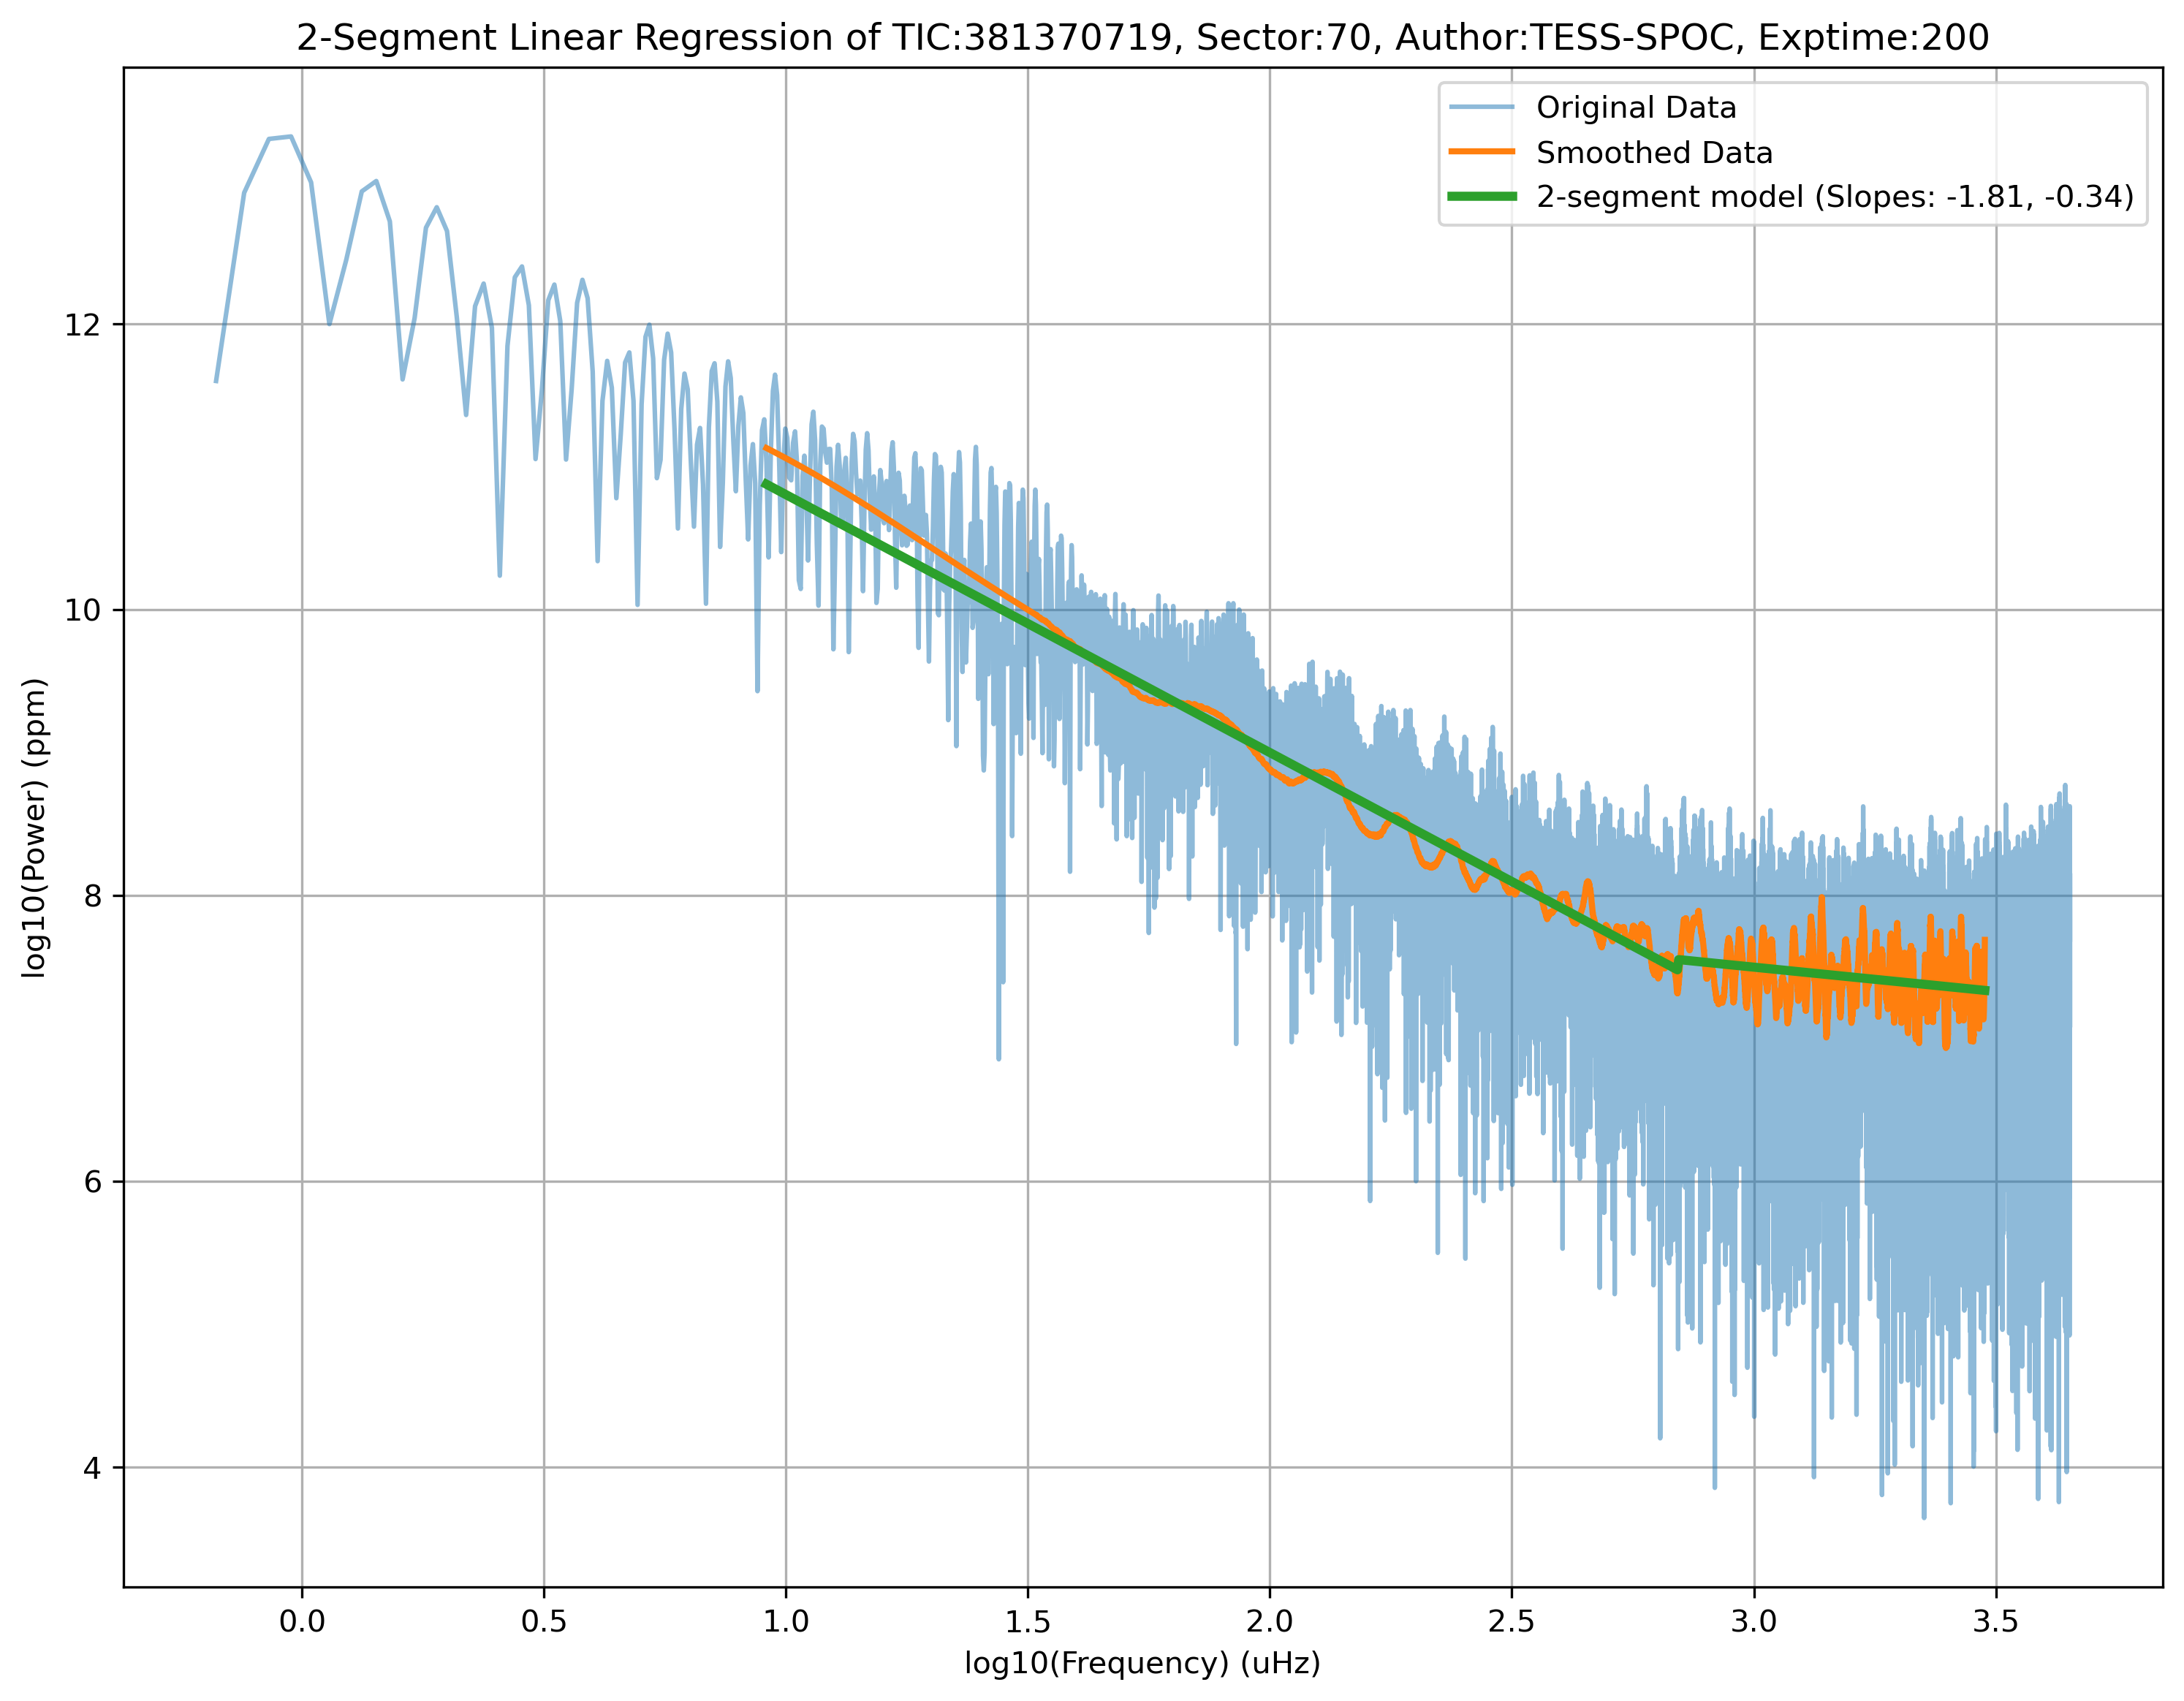 2-Segment Linear Regression of TIC:381370719, Sector:70, Author:TESS-SPOC, Exptime:200
Original Data
Smoothed Data
2-segment model (Slopes: -1.81, -0.34)
12
10
8
6
4
log10(Power) (ppm)
0.0 0.5 1.0 1.5 2.0 2.5 3.0 3.5
log10(Frequency) (uHz)